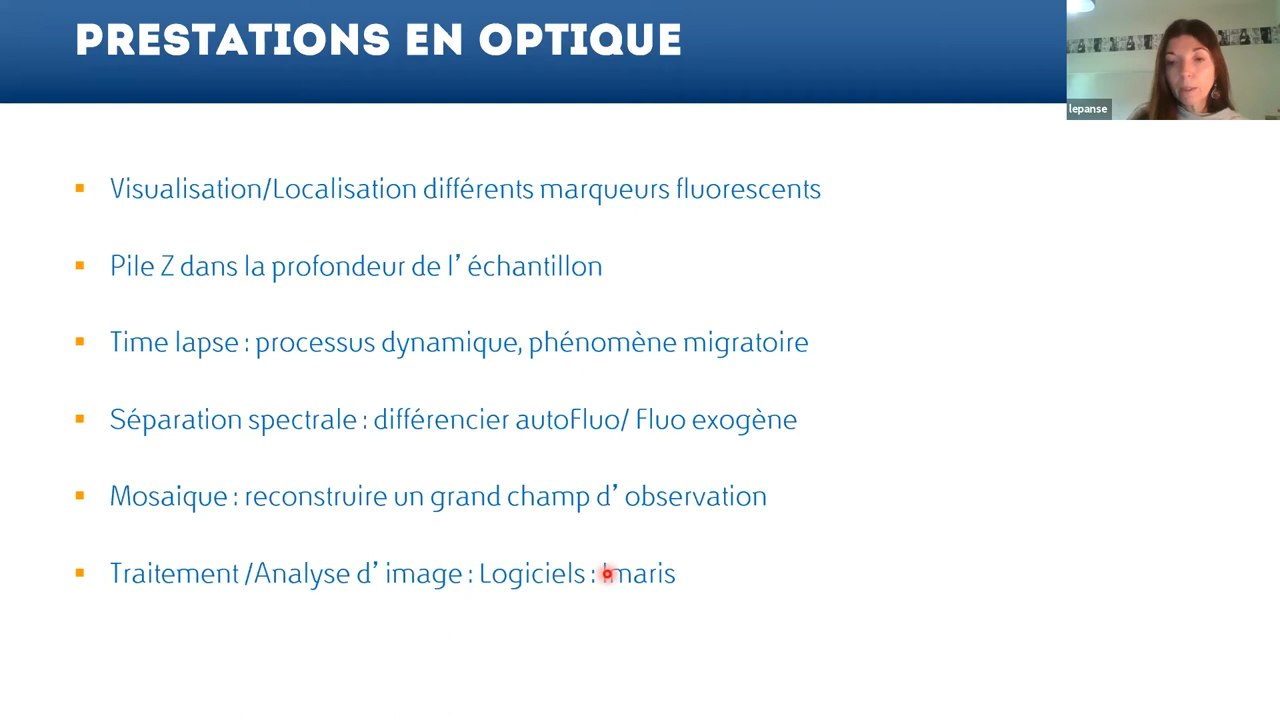 PRESTATIONS EN OPTIQUE
lepanse
▪ Visualisation/Localisation différents marqueurs fluorescents
▪ Pile Z dans la profondeur de l’ échantillon
▪ Time lapse : processus dynamique, phénomène migratoire
▪ Séparation spectrale : différencier autoFluo/ Fluo exogène
▪ Mosaique : reconstruire un grand champ d’ observation
▪ Traitement /Analyse d’ image : Logiciels : Imaris